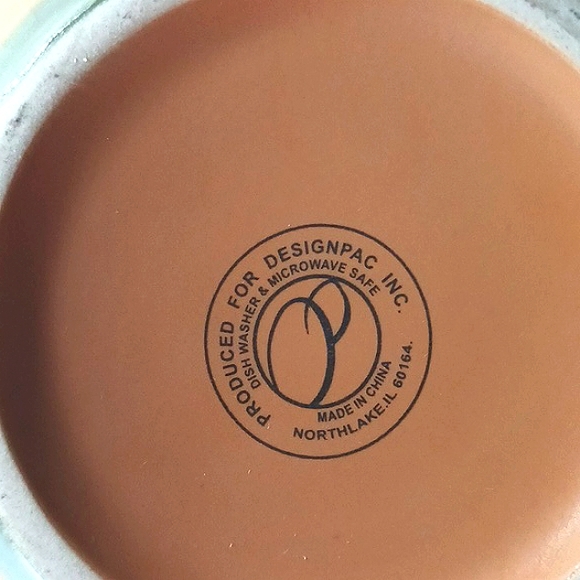 PRODUCED FOR DESIGNPAC INC.
DISH WASHER & MICROWAVE SAFE
MADE IN CHINA
NORTHLAKE.IL 60164.